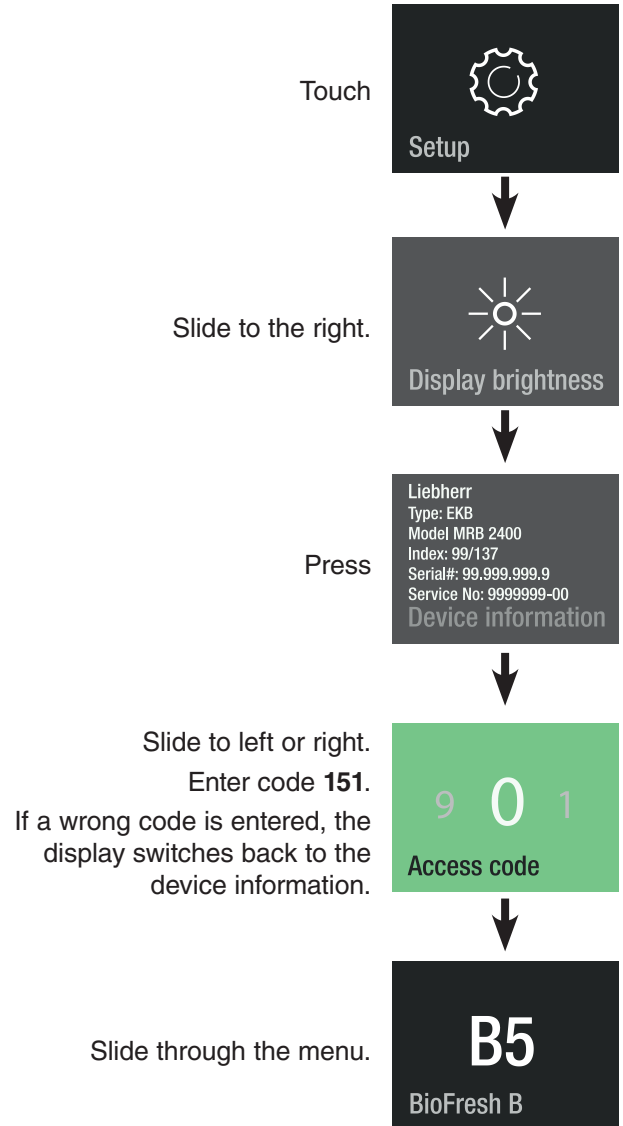 Touch
Setup
Slide to the right.
Display brightness
Press
Liebherr
Type: EKB
Model MRB 2400
Index: 99/137
Serial#: 99.999.999.9
Service No: 9999999-00
Device information
Slide to left or right.
Enter code 151.
If a wrong code is entered, the
display switches back to the
device information.
9 0 1
Access code
Slide through the menu.
B5
BioFresh B